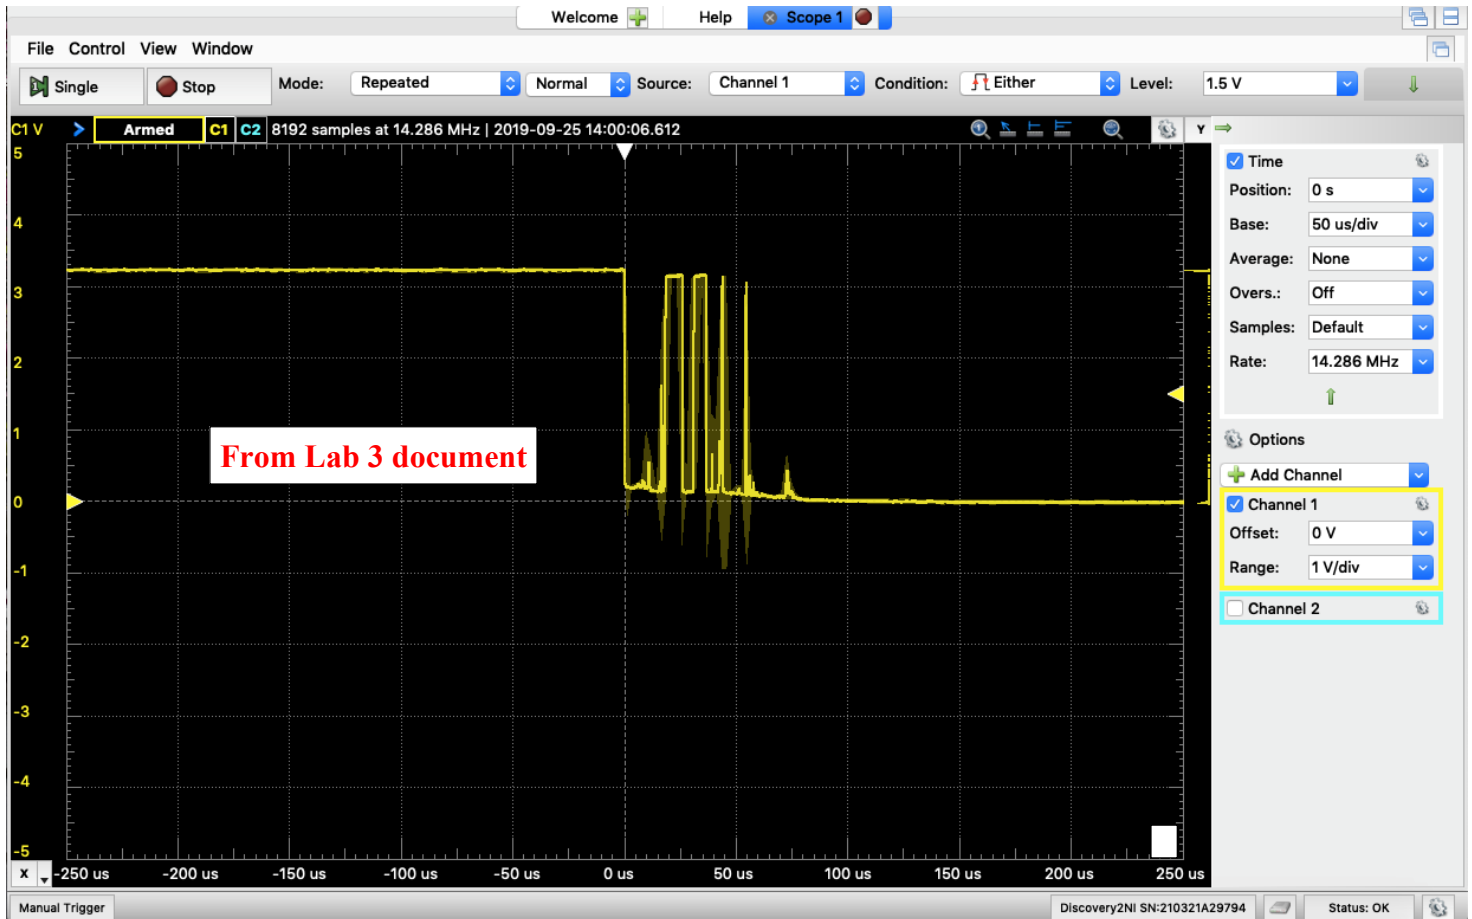 Welcome Help Scope 1
File Control View Window
Single Stop Mode: Repeated Normal Source: Channel 1 Condition: Either Level: 1.5 V
C1 V Armed C1 C2 8192 samples at 14.286 MHz | 2019-09-25 14:00:06.612 Y
5
4
3
2
1
0
-1
-2
-3
-4
-5
From Lab 3 document
X -250 us -200 us -150 us -100 us -50 us 0 us 50 us 100 us 150 us 200 us 250 us
Time
Position: 0 s
Base: 50 us/div
Average: None
Overs.: Off
Samples: Default
Rate: 14.286 MHz
Options
Add Channel
Channel 1
Offset: 0 V
Range: 1 V/div
Channel 2
Manual Trigger Discovery2NI SN:210321A29794 Status: OK